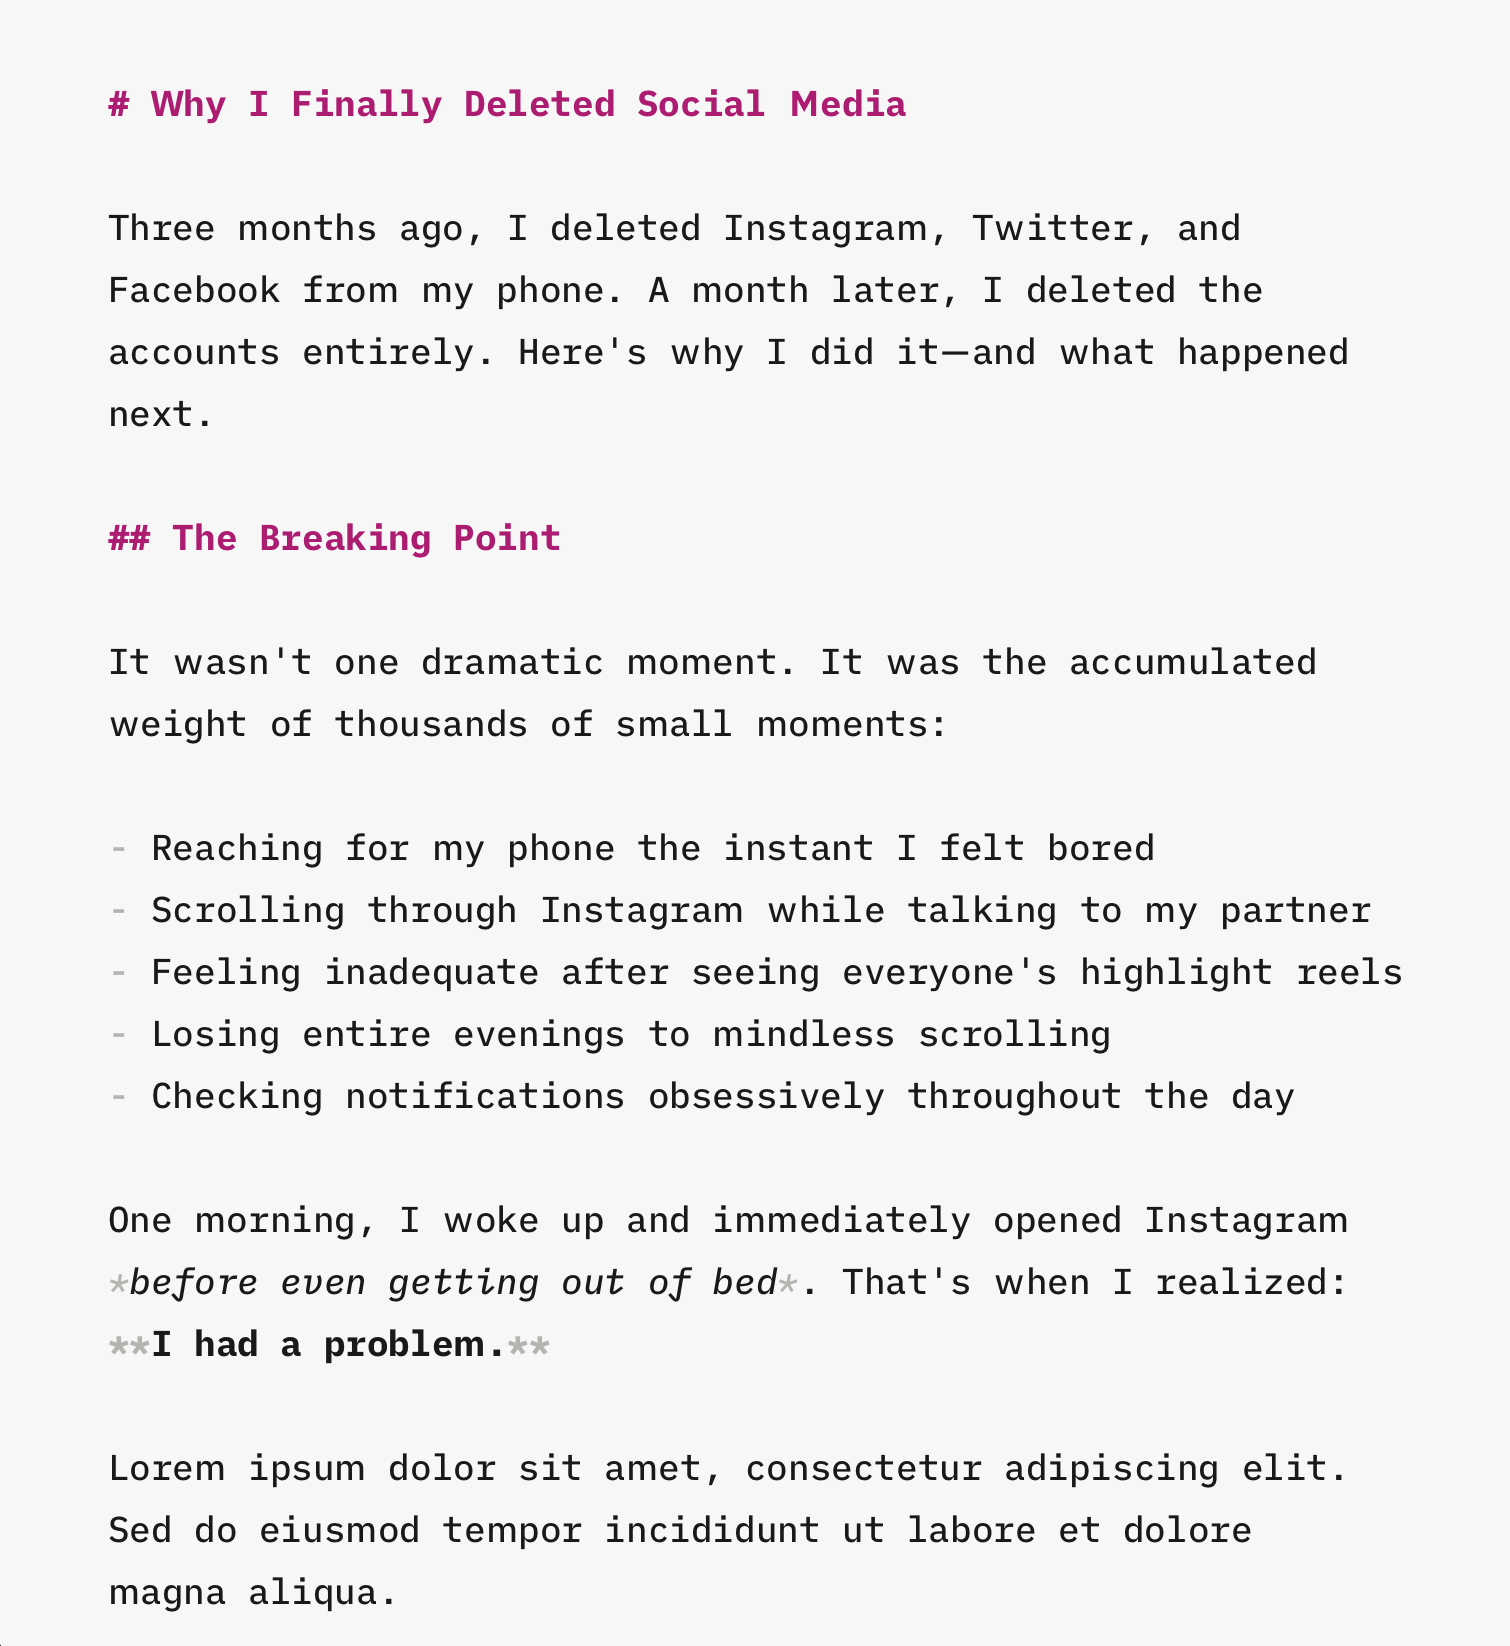 # Why I Finally Deleted Social Media
Three months ago, I deleted Instagram, Twitter, and
Facebook from my phone. A month later, I deleted the
accounts entirely. Here's why I did it—and what happened
next.
## The Breaking Point
It wasn't one dramatic moment. It was the accumulated
weight of thousands of small moments:
- Reaching for my phone the instant I felt bored
- Scrolling through Instagram while talking to my partner
- Feeling inadequate after seeing everyone's highlight reels
- Losing entire evenings to mindless scrolling
- Checking notifications obsessively throughout the day
One morning, I woke up and immediately opened Instagram
*before even getting out of bed*. That's when I realized:
**I had a problem.**
Lorem ipsum dolor sit amet, consectetur adipiscing elit.
Sed do eiusmod tempor incididunt ut labore et dolore
magna aliqua.